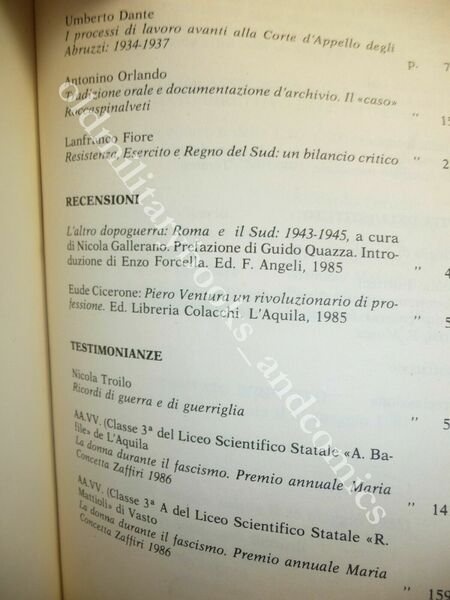 Umberto Dante
I processi di lavoro avanti alla Corte d'Appello degli
Abruzzi: 1934-1937 p. 7
Antonino Orlando
Tradizione orale e documentazione d'archivio. Il «caso»
Roccaspinalveti " 15
Lanfranco Fiore
Resistenza, Esercito e Regno del Sud: un bilancio critico " 2
RECENSIONI
L'altro dopoguerra: Roma e il Sud: 1943-1945, a cura
di Nicola Gallerano. Prefazione di Guido Quazza. Intro-
duzione di Enzo Forcella. Ed. F. Angeli, 1985 " 4
Eude Cicerone: Piero Ventura un rivoluzionario di pro-
fessione. Ed. Libreria Colacchi. L'Aquila, 1985 " 5
TESTIMONIANZE
Nicola Troilo
Ricordi di guerra e di guerriglia " 5
AA.VV. (Classe 3ª del Liceo Scientifico Statale «A. Ba-
file» de L'Aquila
La donna durante il fascismo. Premio annuale Maria
Concetta Zaffiri 1986 " 14
AA.VV. (Classe 3ª A del Liceo Scientifico Statale «R.
Mattioli» di Vasto
La donna durante il fascismo. Premio annuale Maria
Concetta Zaffiri 1986 " 159
oldmilitarybooks_andcomics